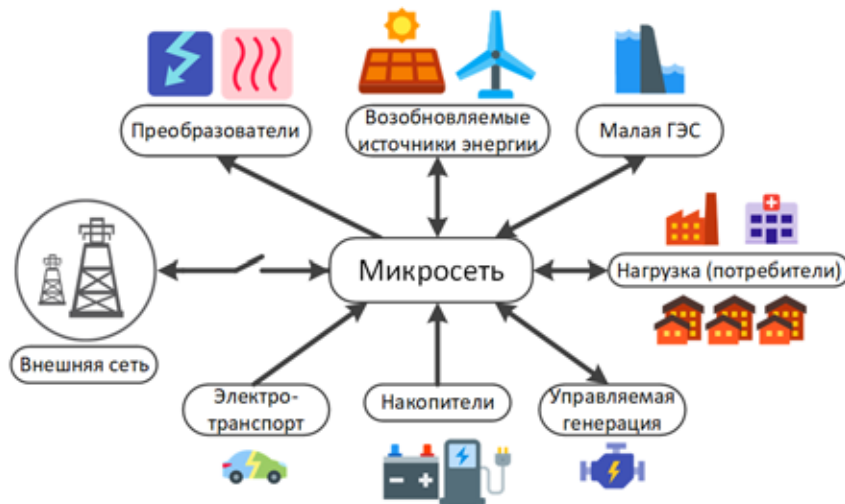 Преобразователи
Возобновляемые
источники энергии
Малая ГЭС
Микросеть
Нагрузка (потребители)
Внешняя сеть
Электро-
транспорт
Накопители
Управляемая
генерация